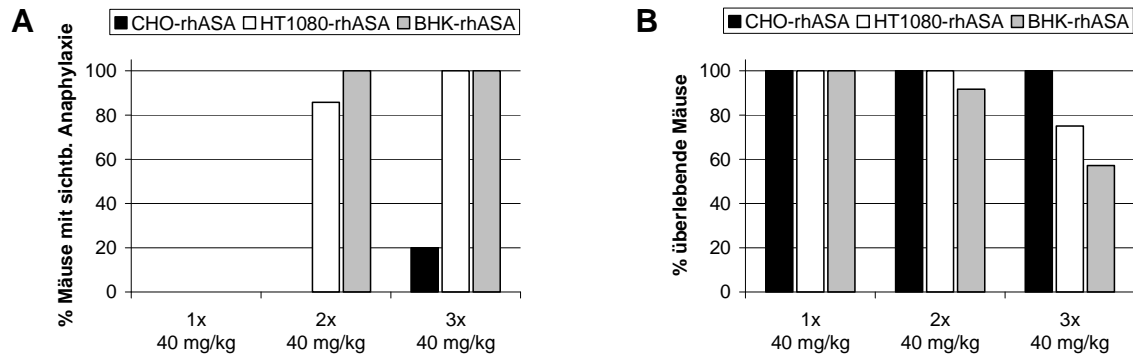 A
CHO-rhASA HT1080-rhASA BHK-rhASA
% Mäuse mit sichtb. Anaphylaxie
100
80
60
40
20
0
1x
40 mg/kg
2x
40 mg/kg
3x
40 mg/kg
B
CHO-rhASA HT1080-rhASA BHK-rhASA
% überlebende Mäuse
100
80
60
40
20
0
1x
40 mg/kg
2x
40 mg/kg
3x
40 mg/kg